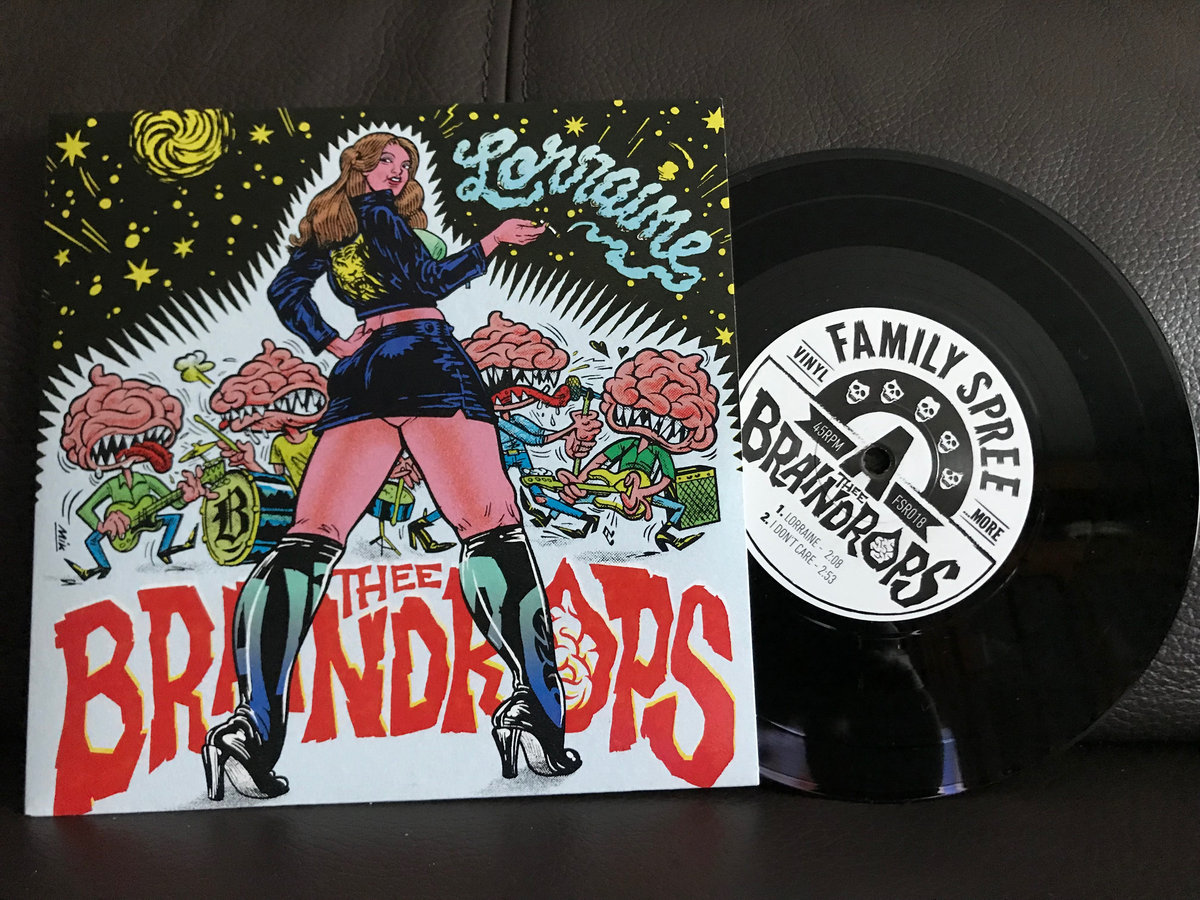 Lorraine
B
Mik
THEE
BRAINDROPS
FAMILY SPREE
VINYL
...MORE
A
45RPM
FSR018
THEE
BRAINDROPS
1. LORRAINE - 2:08
2. I DON'T CARE - 2:53